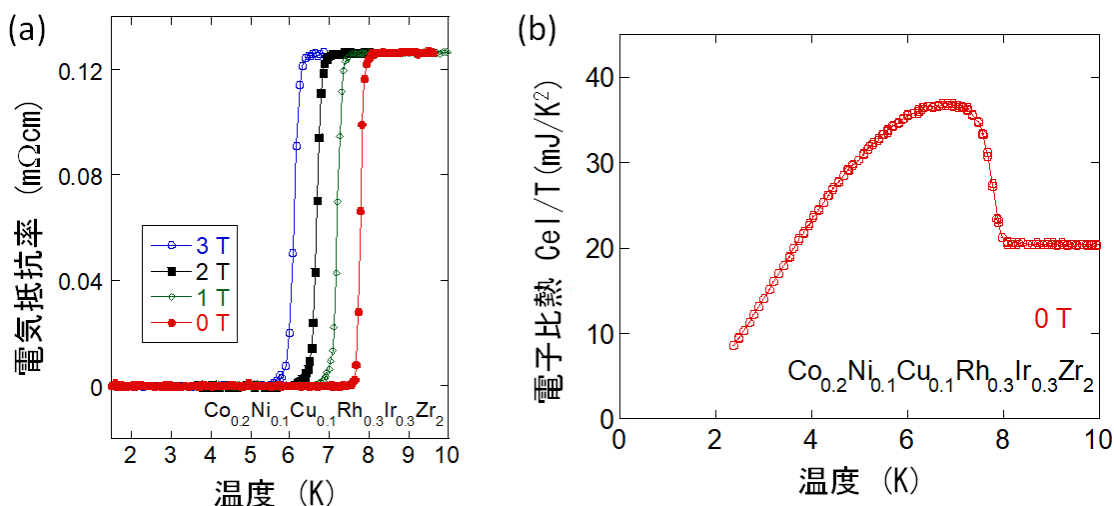 (a)
電気抵抗率 (mΩcm)
0.12
0.08
0.04
0
3 T
2 T
1 T
0 T
Co0.2Ni0.1Cu0.1Rh0.3Ir0.3Zr2
2 3 4 5 6 7 8 9 10
温度 (K)
(b)
電子比熱 Cel/T(mJ/K2)
40
30
20
10
0
0 T
Co0.2Ni0.1Cu0.1Rh0.3Ir0.3Zr2
0 2 4 6 8 10
温度 (K)